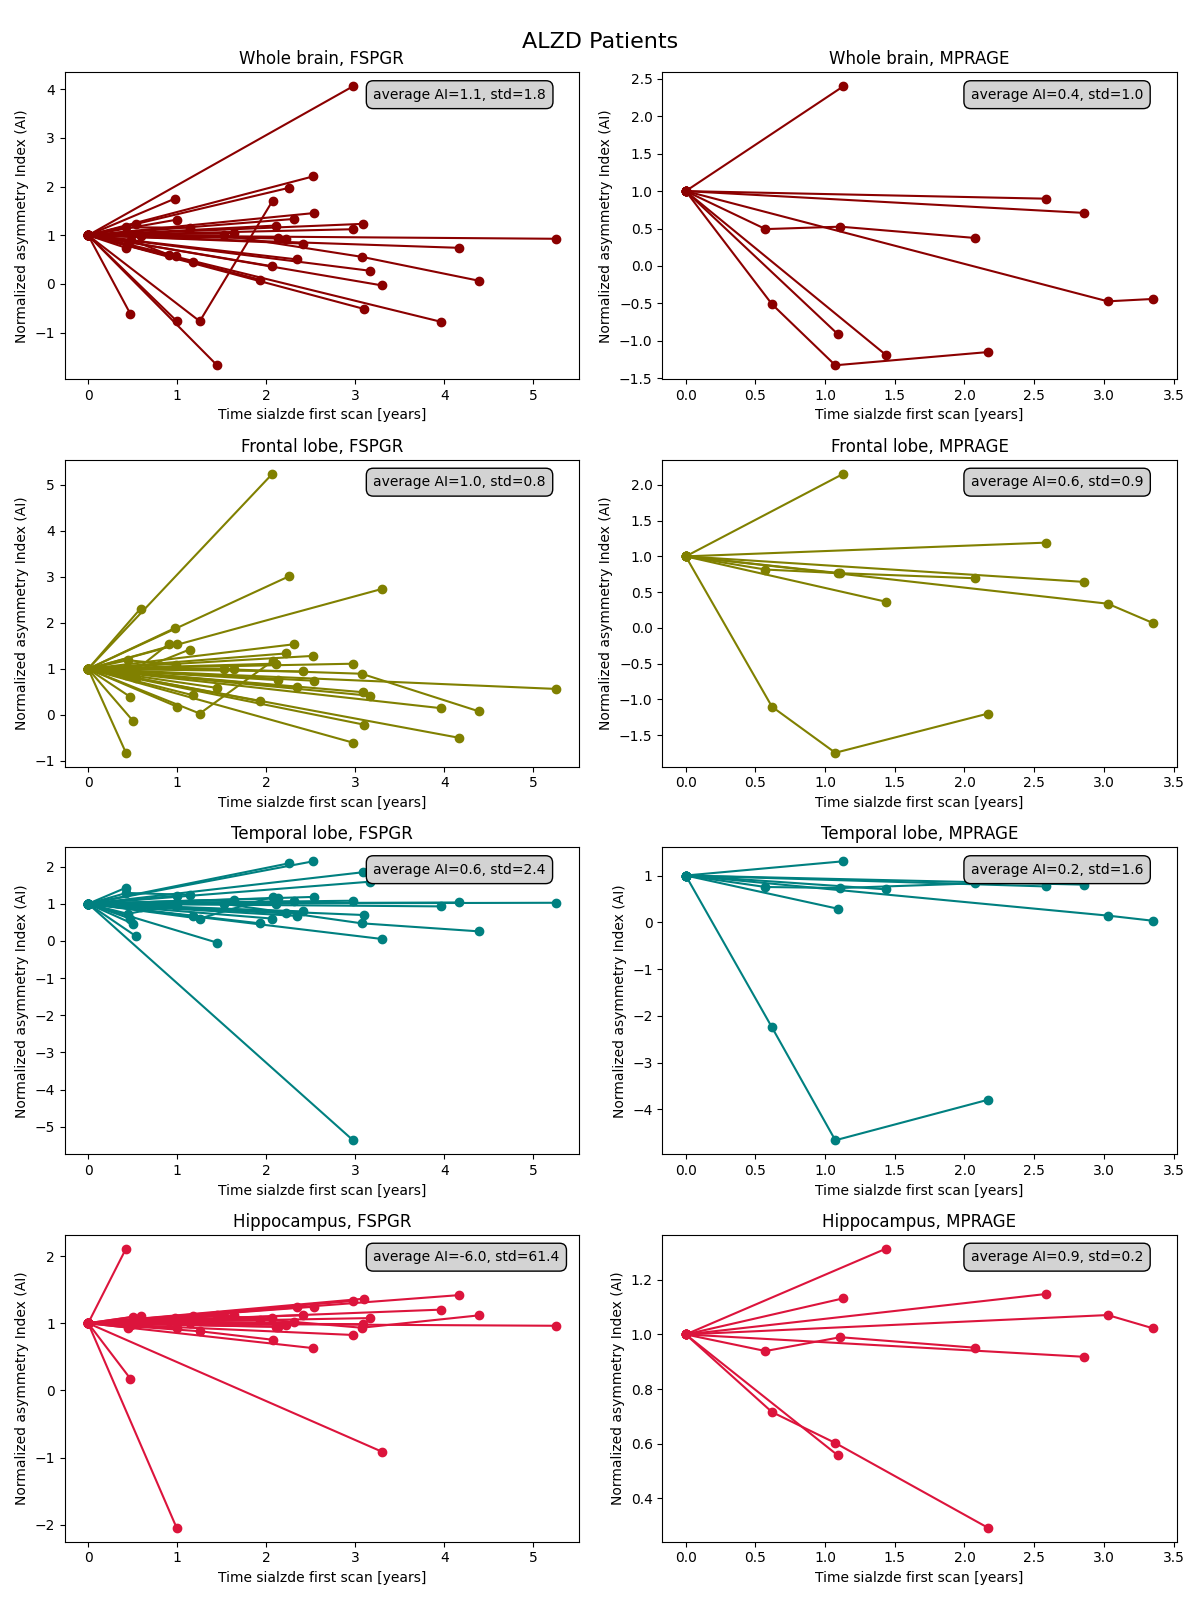 ALZD Patients
Whole brain, FSPGR
Normalized asymmetry Index (AI)
4
3
2
1
0
−1
average AI=1.1, std=1.8
0 1 2 3 4 5
Time sialzde first scan [years]
Whole brain, MPRAGE
Normalized asymmetry Index (AI)
2.5
2.0
1.5
1.0
0.5
0.0
−0.5
−1.0
−1.5
average AI=0.4, std=1.0
0.0 0.5 1.0 1.5 2.0 2.5 3.0 3.5
Time sialzde first scan [years]
Frontal lobe, FSPGR
Normalized asymmetry Index (AI)
5
4
3
2
1
0
−1
average AI=1.0, std=0.8
0 1 2 3 4 5
Time sialzde first scan [years]
Frontal lobe, MPRAGE
Normalized asymmetry Index (AI)
2.0
1.5
1.0
0.5
0.0
−0.5
−1.0
−1.5
average AI=0.6, std=0.9
0.0 0.5 1.0 1.5 2.0 2.5 3.0 3.5
Time sialzde first scan [years]
Temporal lobe, FSPGR
Normalized asymmetry Index (AI)
2
1
0
−1
−2
−3
−4
−5
average AI=0.6, std=2.4
0 1 2 3 4 5
Time sialzde first scan [years]
Temporal lobe, MPRAGE
Normalized asymmetry Index (AI)
1
0
−1
−2
−3
−4
average AI=0.2, std=1.6
0.0 0.5 1.0 1.5 2.0 2.5 3.0 3.5
Time sialzde first scan [years]
Hippocampus, FSPGR
Normalized asymmetry Index (AI)
2
1
0
−1
−2
average AI=-6.0, std=61.4
0 1 2 3 4 5
Time sialzde first scan [years]
Hippocampus, MPRAGE
Normalized asymmetry Index (AI)
1.2
1.0
0.8
0.6
0.4
average AI=0.9, std=0.2
0.0 0.5 1.0 1.5 2.0 2.5 3.0 3.5
Time sialzde first scan [years]